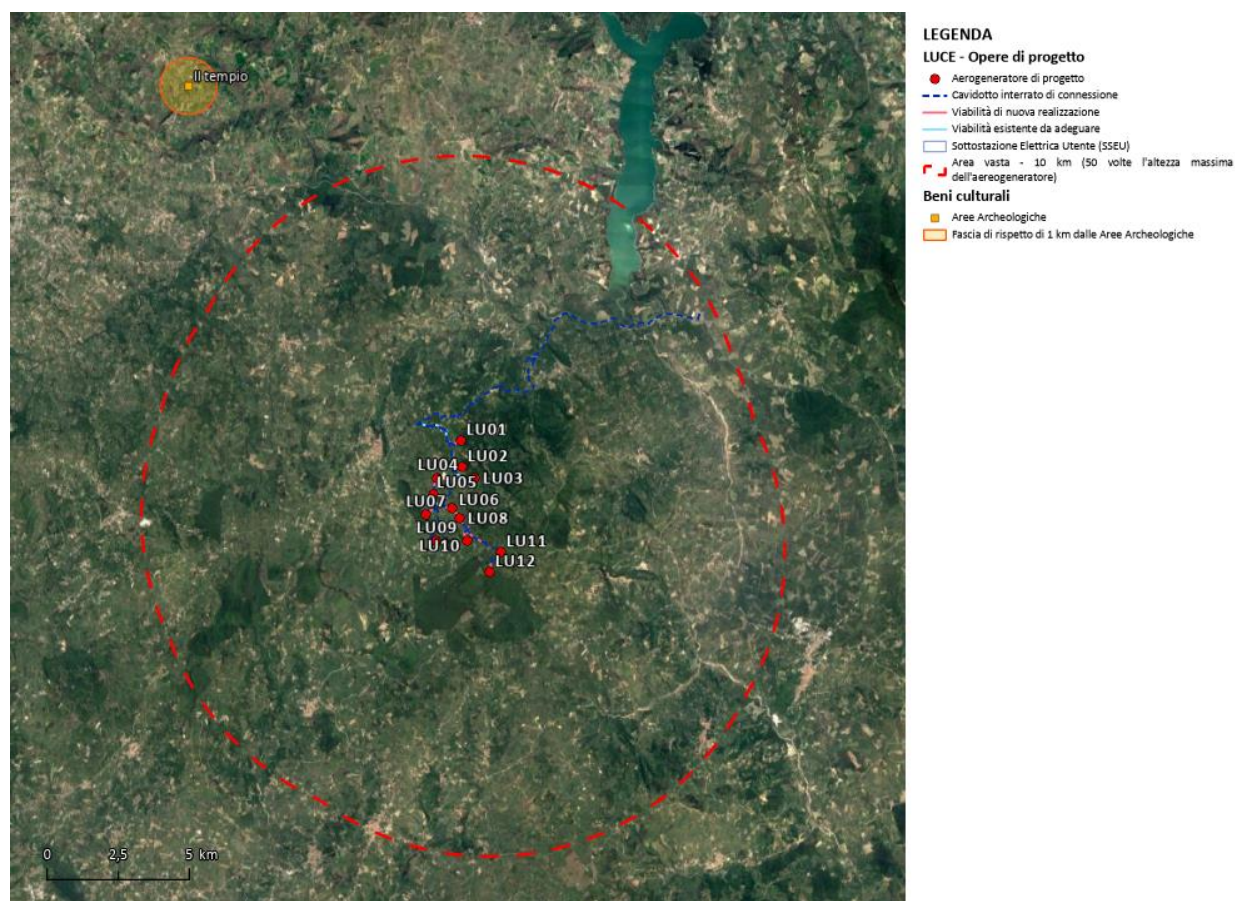 Il tempio
LU01
LU02
LU04
LU03
LU05
LU07
LU06
LU08
LU09
LU10
LU11
LU12
0 2,5 5 km
LEGENDA
LUCE - Opere di progetto
Aerogeneratore di progetto
Cavidotto interrato di connessione
Viabilità di nuova realizzazione
Viabilità esistente da adeguare
Sottostazione Elettrica Utente (SSEU)
Area vasta - 10 km (50 volte l'altezza massima
dell'aereogeneratore)
Beni culturali
Aree Archeologiche
Fascia di rispetto di 1 km dalle Aree Archeologiche